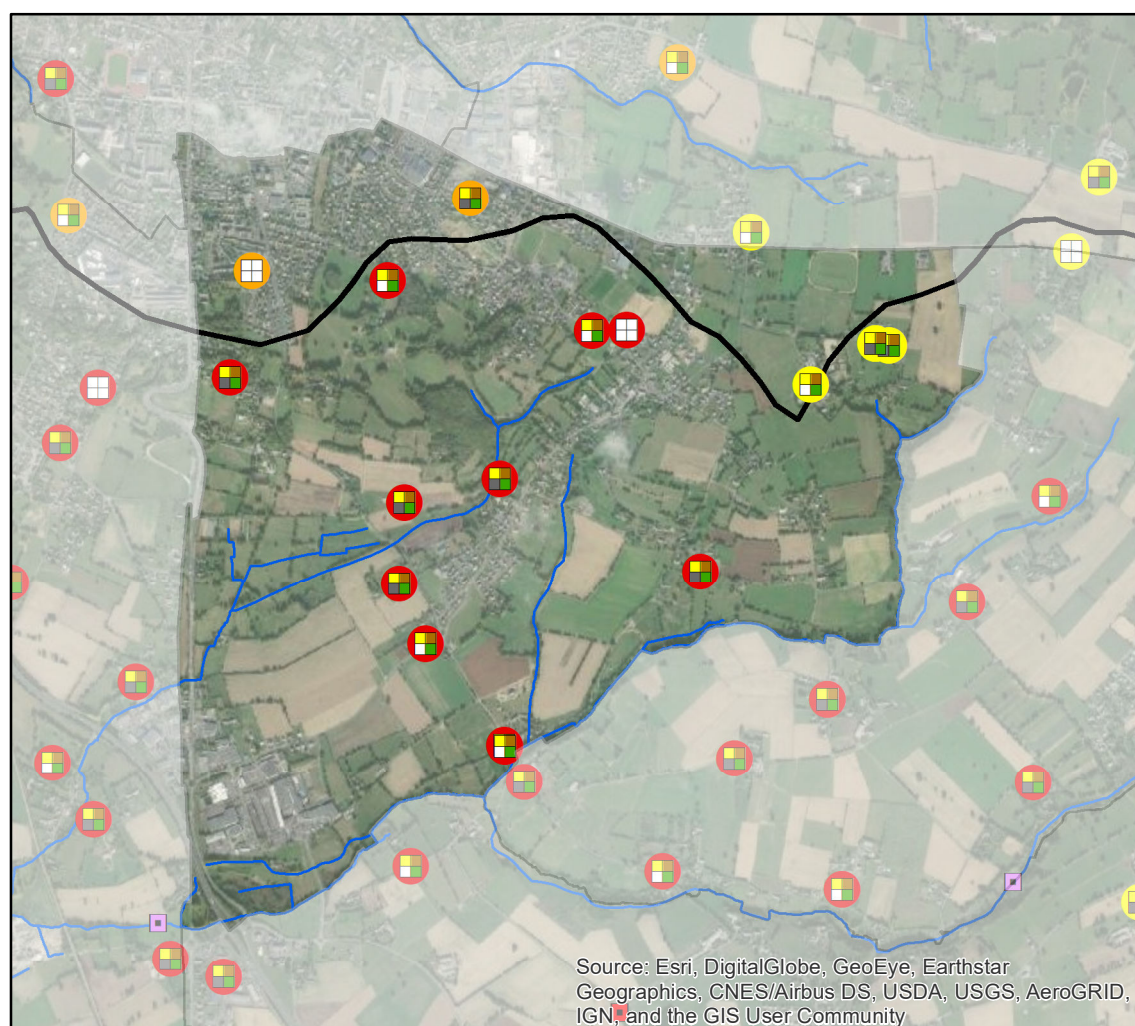 Source: Esri, DigitalGlobe, GeoEye, Earthstar
Geographics, CNES/Airbus DS, USDA, USGS, AeroGRID,
IGN, and the GIS User Community